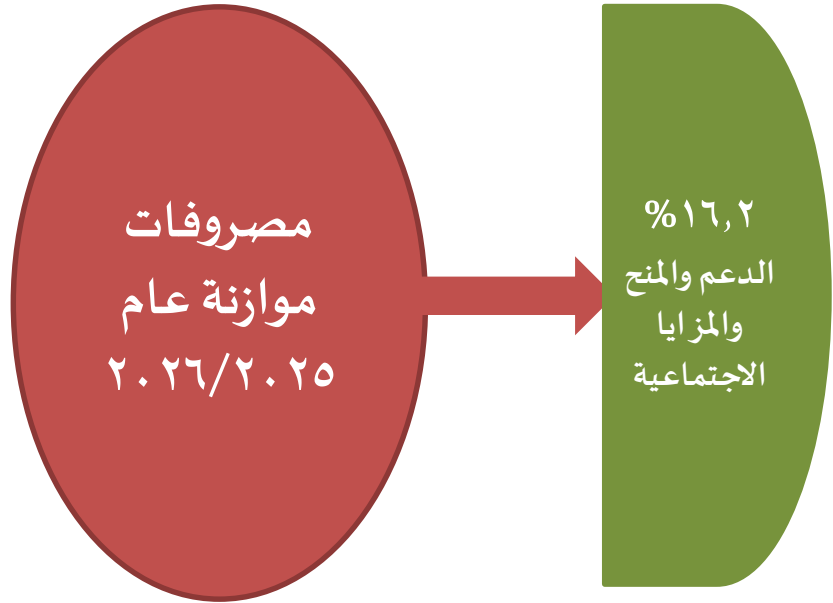 مصروفات
موازنة عام
٢٠٢٦/٢٠٢٥
%١٦,٢
الدعم والمنح
والمزايا
الاجتماعية